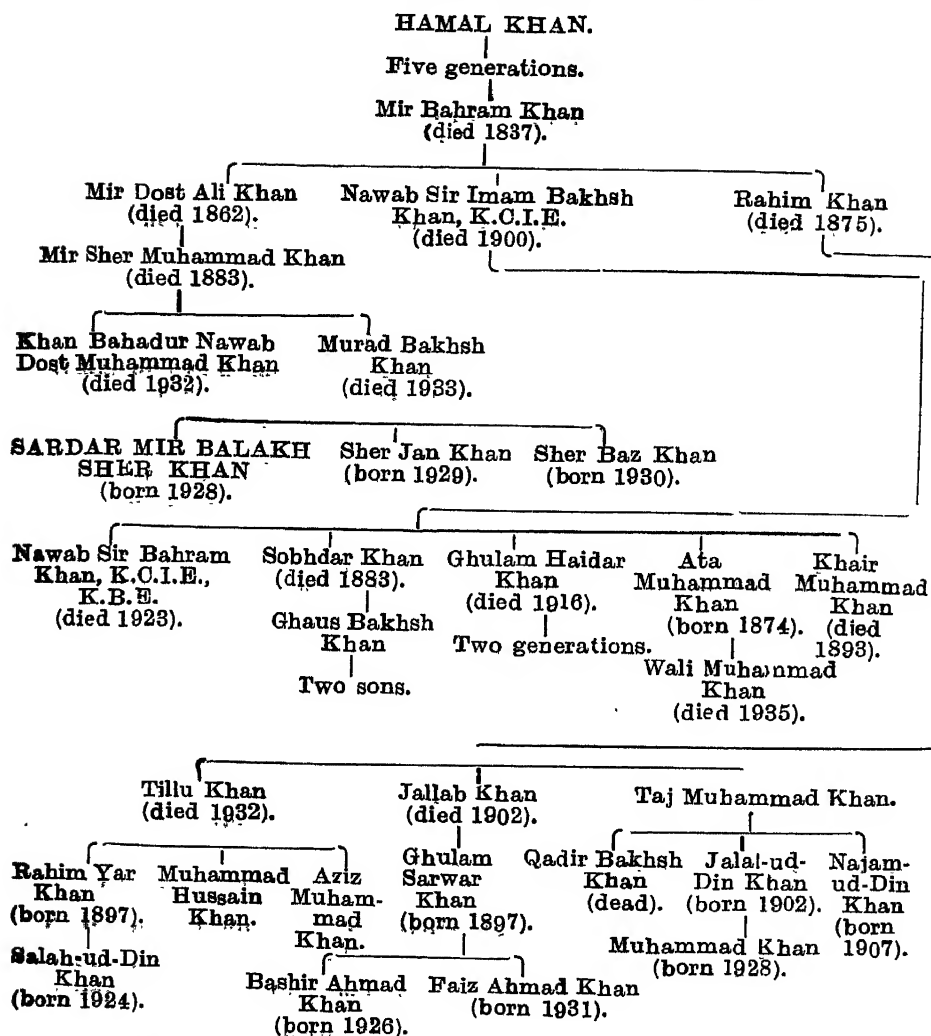 HAMAL KHAN.
Five generations.
Mir Bahram Khan
(died 1837).
Mir Dost Ali Khan
(died 1862).
Nawab Sir Imam Bakhsh
Khan, K.C.I.E.
(died 1900).
Rahim Khan
(died 1875).
Mir Sher Muhammad Khan
(died 1883).
Khan Bahadur Nawab
Dost Muhammad Khan
(died 1932).
Murad Bakhsh
Khan
(died 1933).
SARDAR MIR BALAKH
SHER KHAN
(born 1928).
Sher Jan Khan
(born 1929).
Sher Baz Khan
(born 1930).
Nawab Sir Bahram
Khan, K.C.I.E.,
K.B.E.
(died 1923).
Sobhdar Khan
(died 1883).
Ghaus Bakhsh
Khan
Two sons.
Ghulam Haidar
Khan
(died 1916).
Two generations.
Ata
Muhammad
Khan
(born 1874).
Wali Muhammad
Khan
(died 1935).
Khair
Muhammad
Khan
(died
1893).
Tillu Khan
(died 1932).
Jallab Khan
(died 1902).
Taj Muhammad Khan.
Rahim Yar
Khan
(born 1897).
Salah-ud-Din
Khan
(born 1924).
Muhammad
Hussain
Khan.
Aziz
Muham-
mad
Khan.
Ghulam
Sarwar
Khan
(born 1897).
Bashir Ahmad
Khan
(born 1926).
Faiz Ahmad Khan
(born 1931).
Qadir Bakhsh
Khan
(dead).
Jalal-ud-
Din Khan
(born 1902).
Muhammad Khan
(born 1928).
Najam-
ud-Din
Khan
(born
1907).